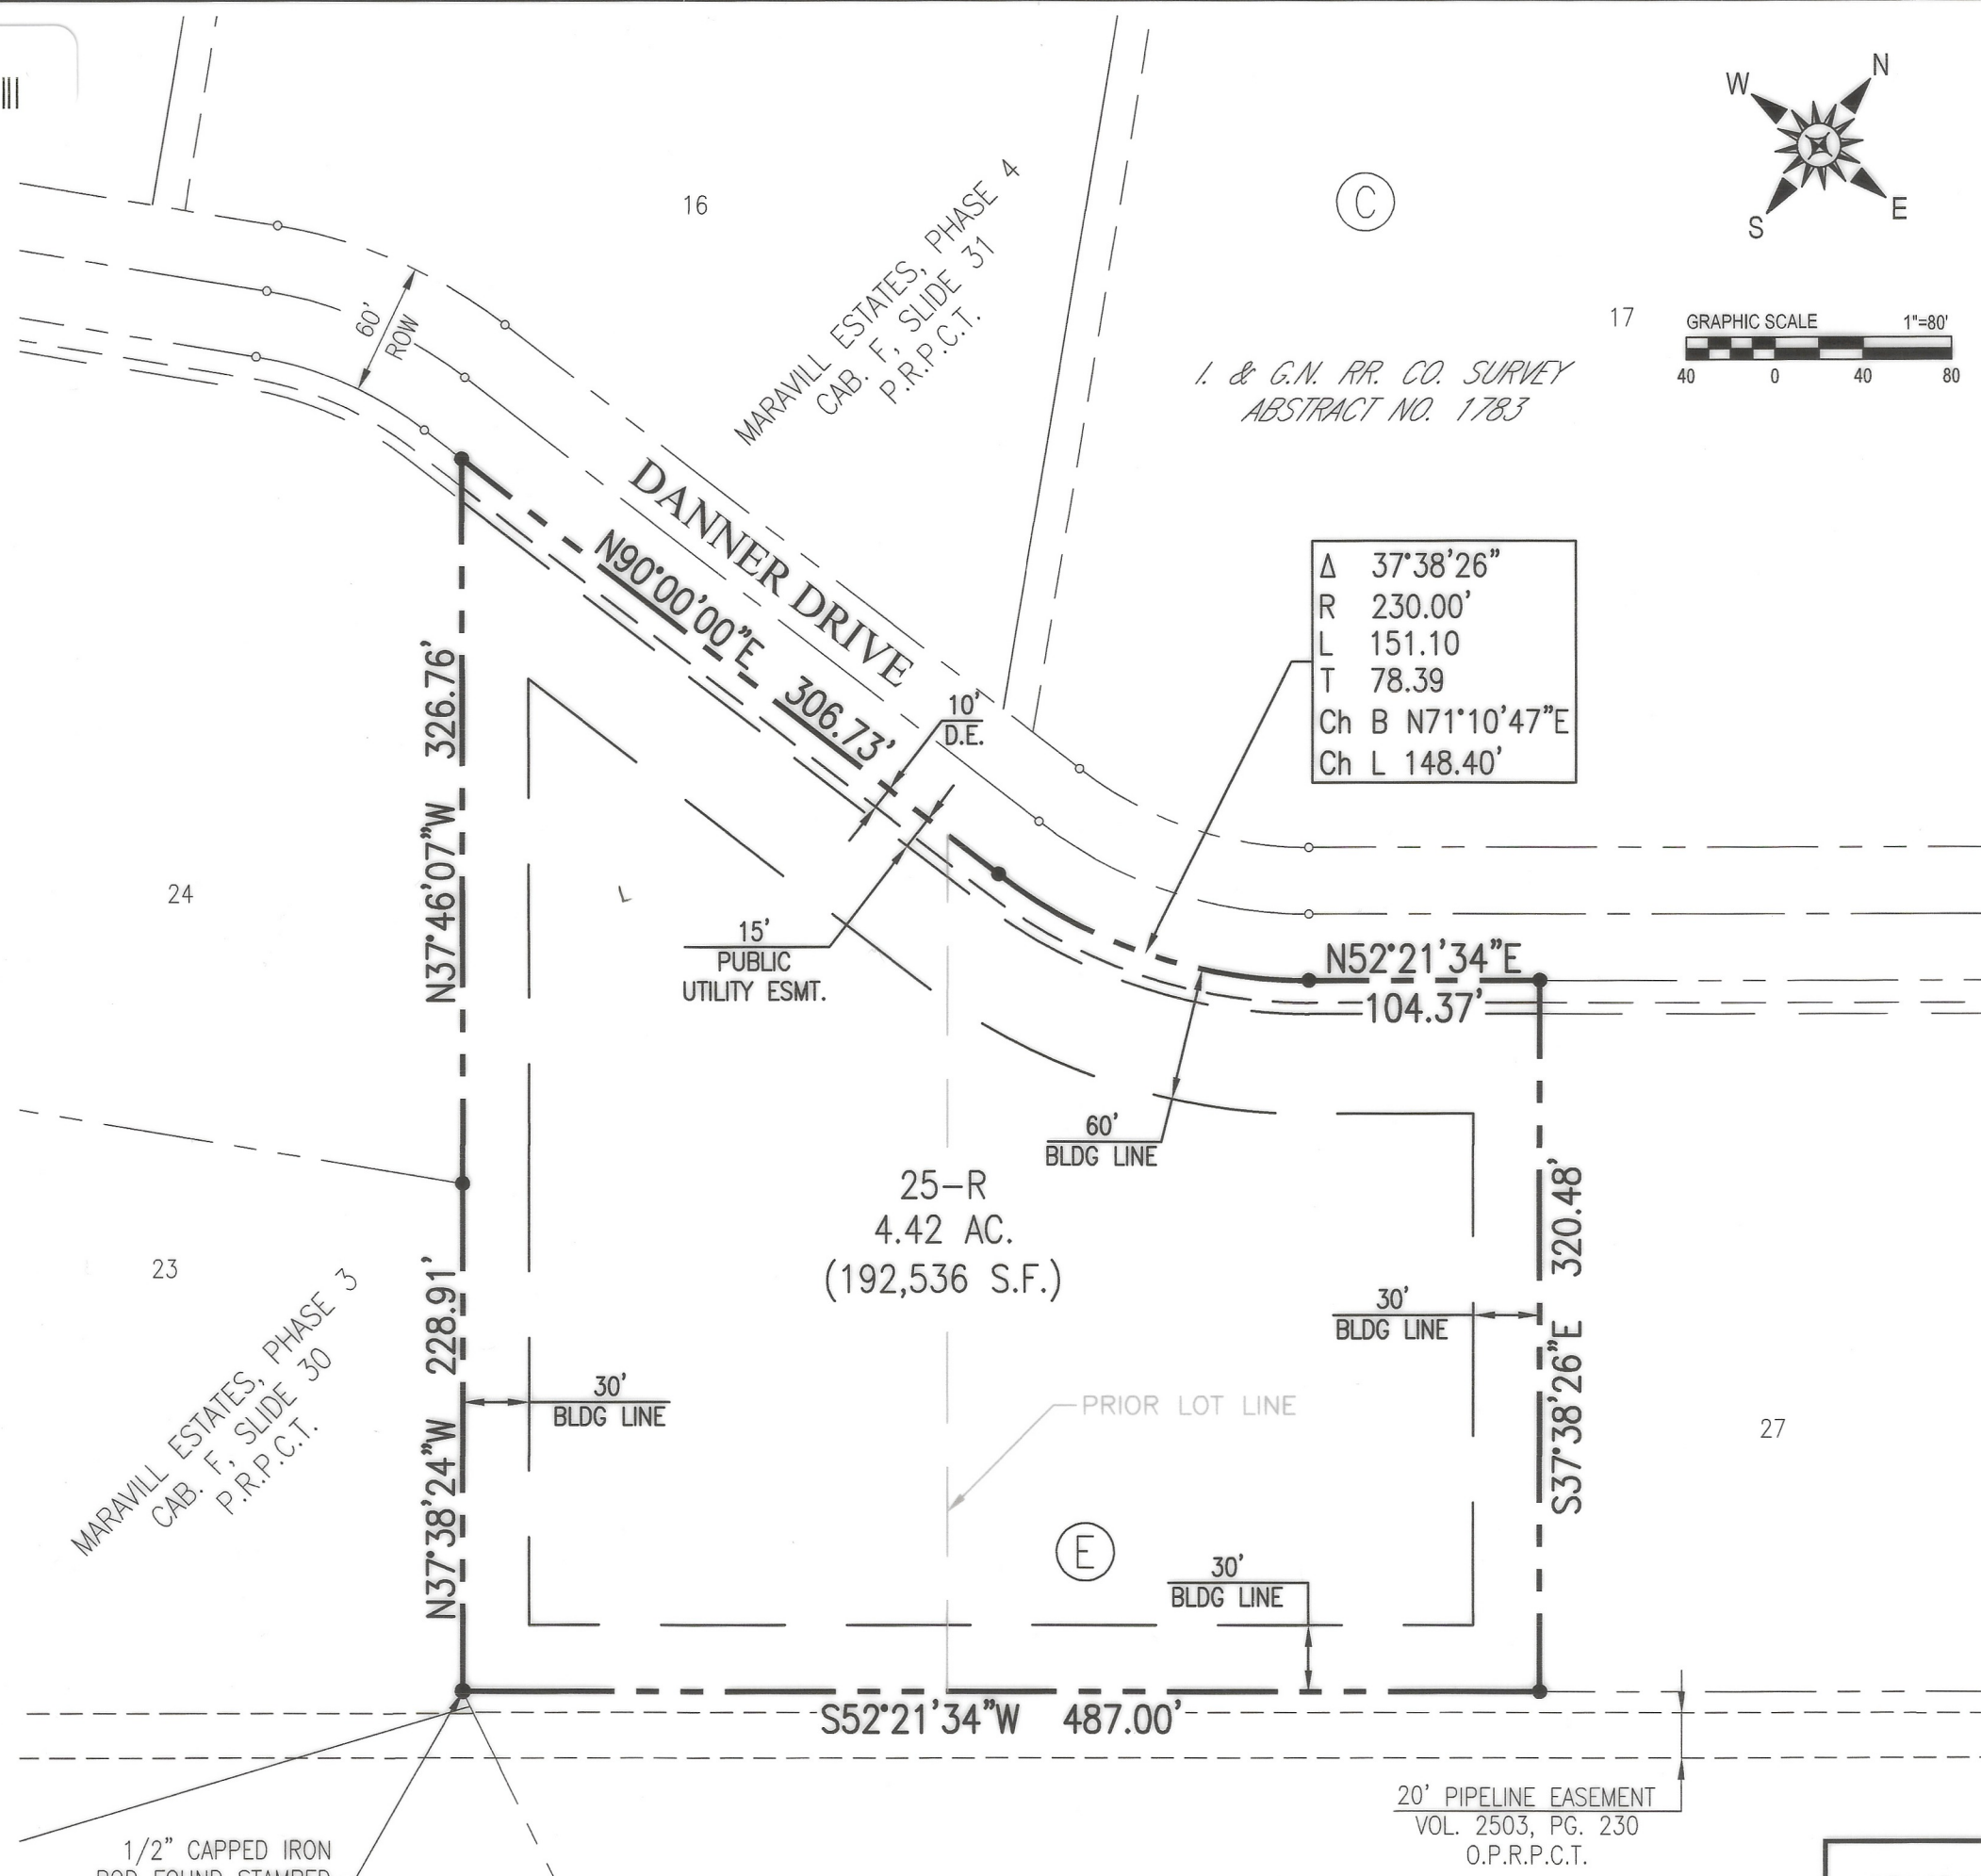 N
W
E
S
16
C
17
GRAPHIC SCALE 1"=80'
40 0 40 80
MARAVILL ESTATES, PHASE 4
CAB. F, SLIDE 31
P.R.P.C.T.
I. & G.N. RR. CO. SURVEY
ABSTRACT NO. 1783
60'
ROW
DANNER DRIVE
N90°00'00"E 306.73'
Δ 37°38'26"
R 230.00'
L 151.10
T 78.39
Ch B N71°10'47"E
Ch L 148.40'
10'
D.E.
15'
PUBLIC
UTILITY ESMT.
N37°46'07"W 326.76'
24
N52°21'34"E
104.37'
60'
BLDG LINE
25-R
4.42 AC.
(192,536 S.F.)
S37°38'26"E 320.48'
23
30'
BLDG LINE
MARAVILL ESTATES, PHASE 3
CAB. F, SLIDE 30
P.R.P.C.T.
N37°38'24"W 228.91'
30'
BLDG LINE
PRIOR LOT LINE
27
E
30'
BLDG LINE
S52°21'34"W 487.00'
20' PIPELINE EASEMENT
VOL. 2503, PG. 230
O.P.R.P.C.T.
1/2" CAPPED IRON
ROD FOUND STAMPED